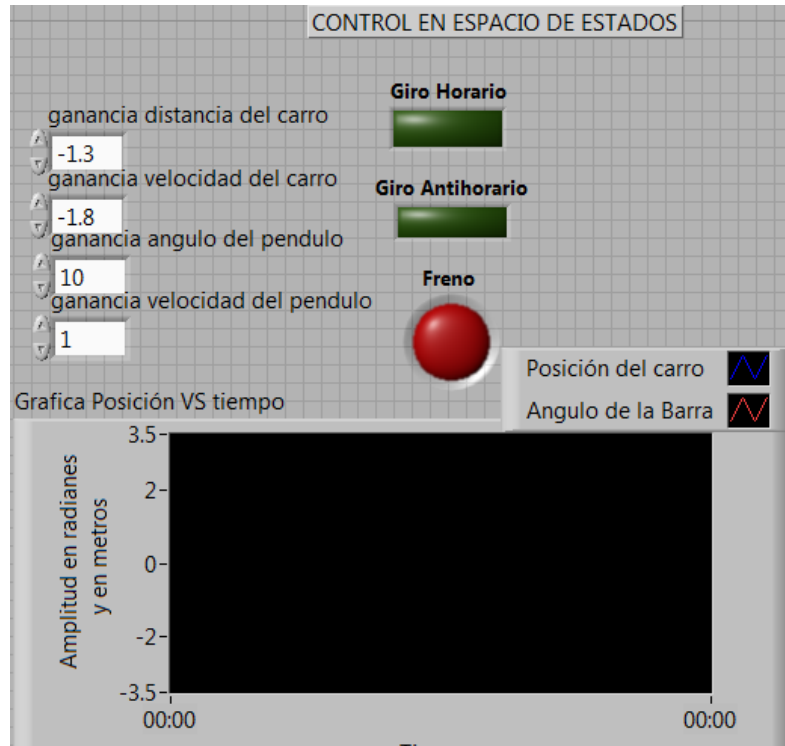 CONTROL EN ESPACIO DE ESTADOS
ganancia distancia del carro
-1.3
ganancia velocidad del carro
-1.8
ganancia angulo del pendulo
10
ganancia velocidad del pendulo
1
Giro Horario
Giro Antihorario
Freno
Posición del carro
Angulo de la Barra
Grafica Posición VS tiempo
Amplitud en radianes
y en metros
3.5
2
0
-2
-3.5
00:00
00:00